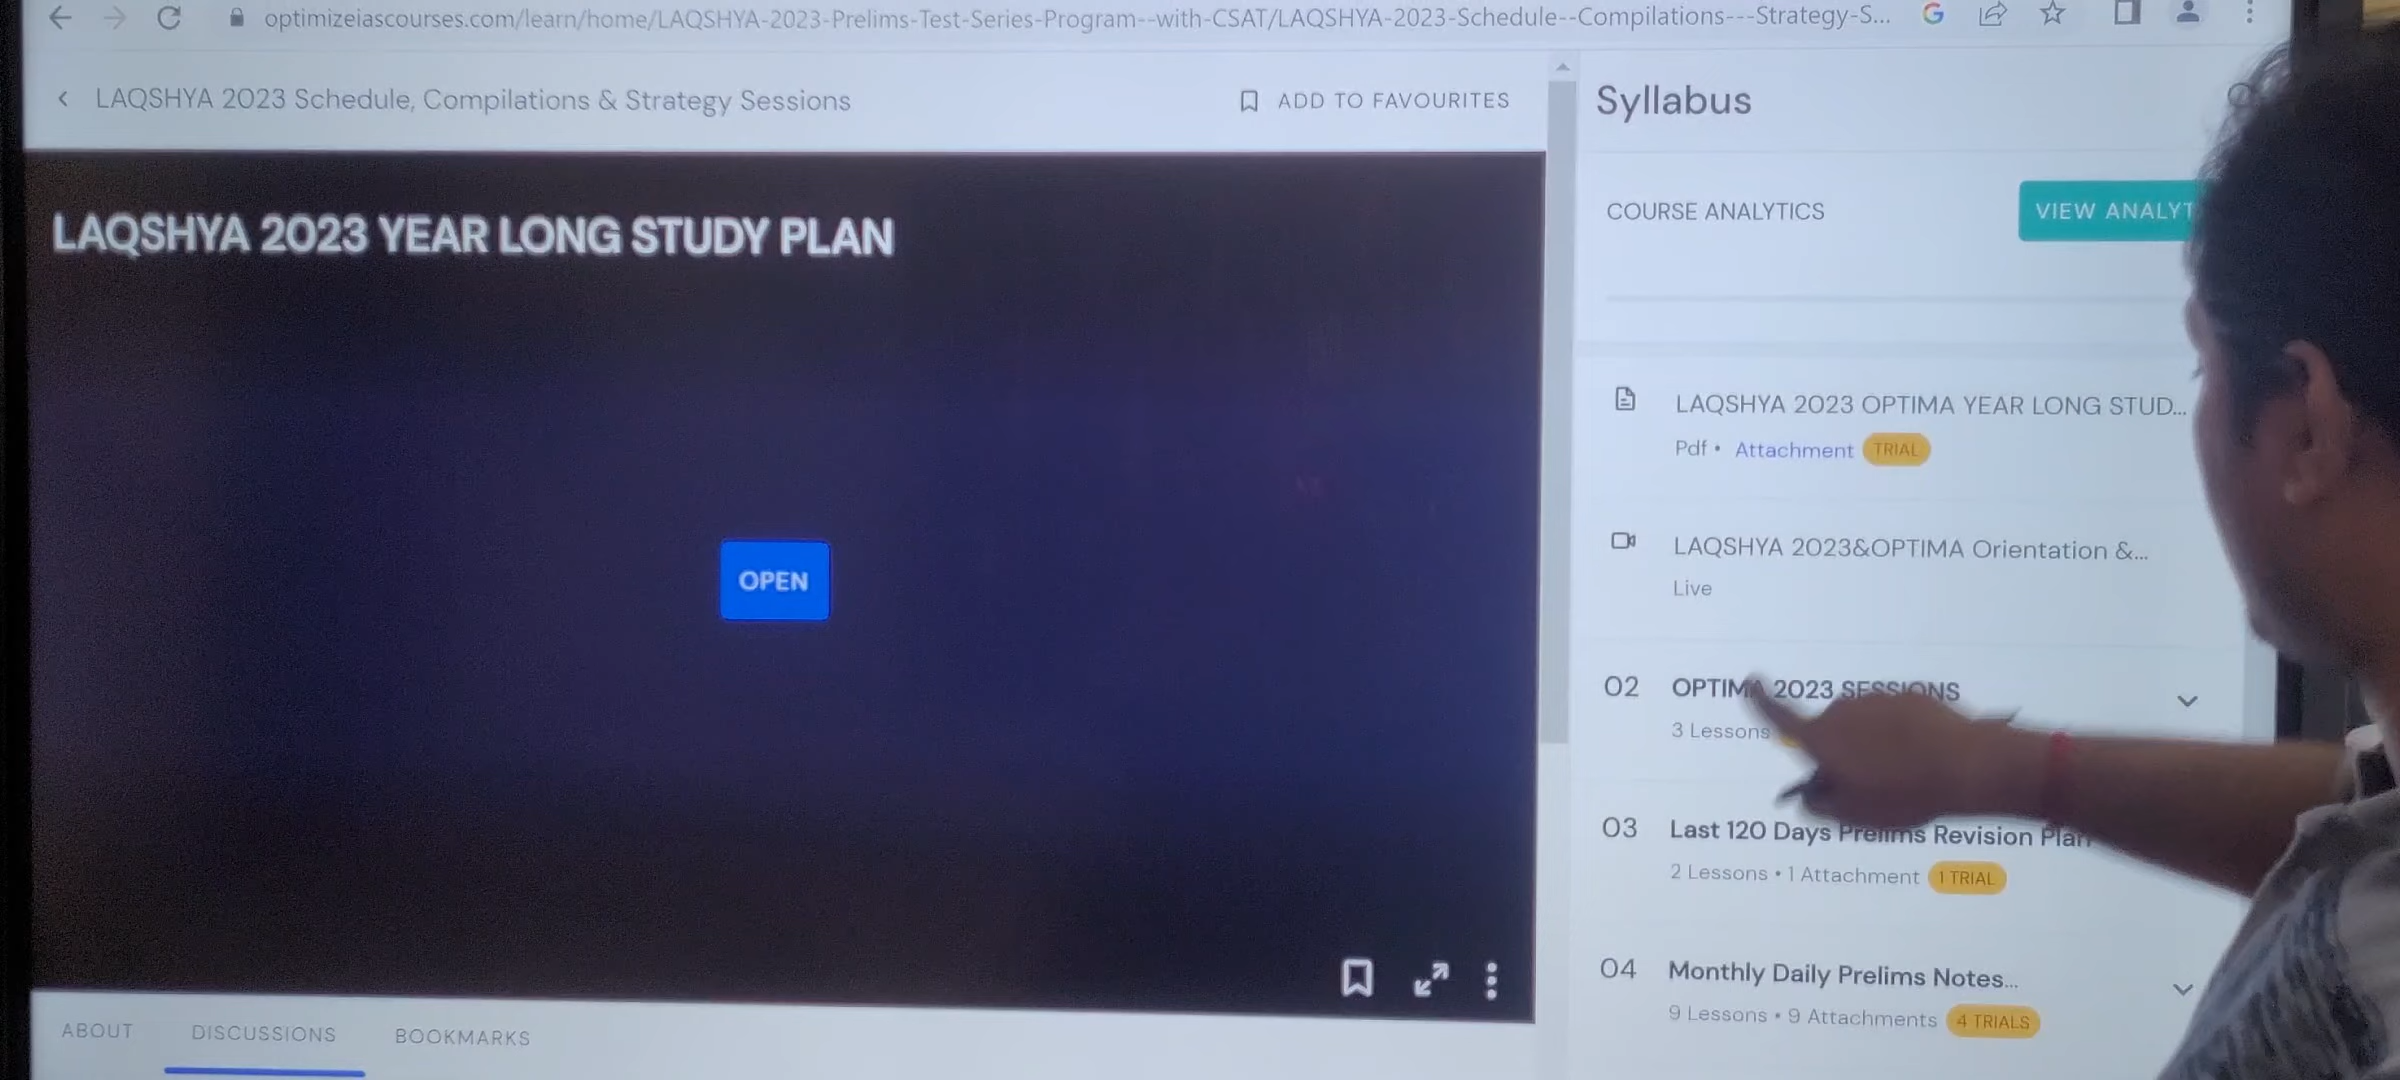 optimizeiascourses.com/learn/home/LAQSHYA-2023-Prelims-Test-Series-Program--with-CSAT/LAQSHYA-2023-Schedule--Compilations---Strategy-S...
LAQSHYA 2023 Schedule, Compilations & Strategy Sessions
ADD TO FAVOURITES
LAQSHYA 2023 YEAR LONG STUDY PLAN
OPEN
ABOUT
DISCUSSIONS
BOOKMARKS
Syllabus
COURSE ANALYTICS
VIEW ANALYT
LAQSHYA 2023 OPTIMA YEAR LONG STUD...
Pdf • Attachment TRIAL
LAQSHYA 2023&OPTIMA Orientation &...
Live
02 OPTIMA 2023 SESSIONS
3 Lessons
03 Last 120 Days Prelims Revision Plan
2 Lessons • 1 Attachment 1 TRIAL
04 Monthly Daily Prelims Notes...
9 Lessons • 9 Attachments 4 TRIALS